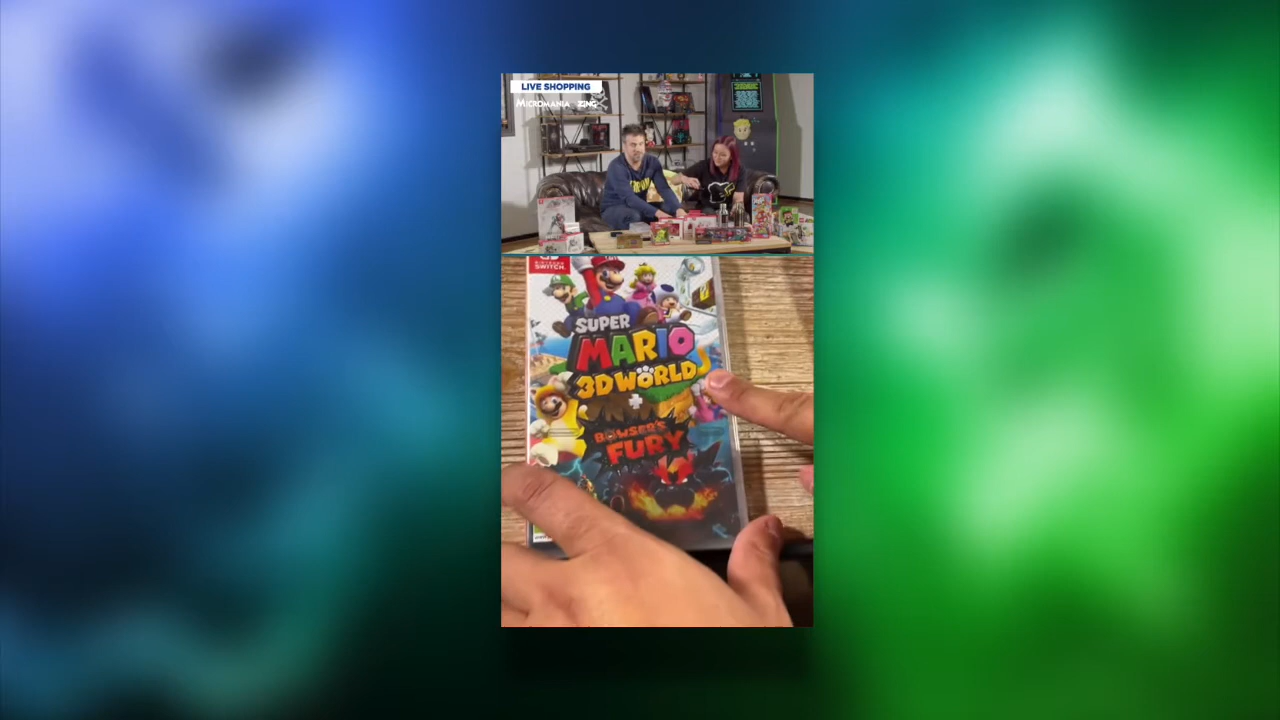 LIVE SHOPPING
MICROMANIA ZING
NINTENDO
SWITCH
SUPER
MARIO
3D WORLD
+
BOWSER'S
FURY